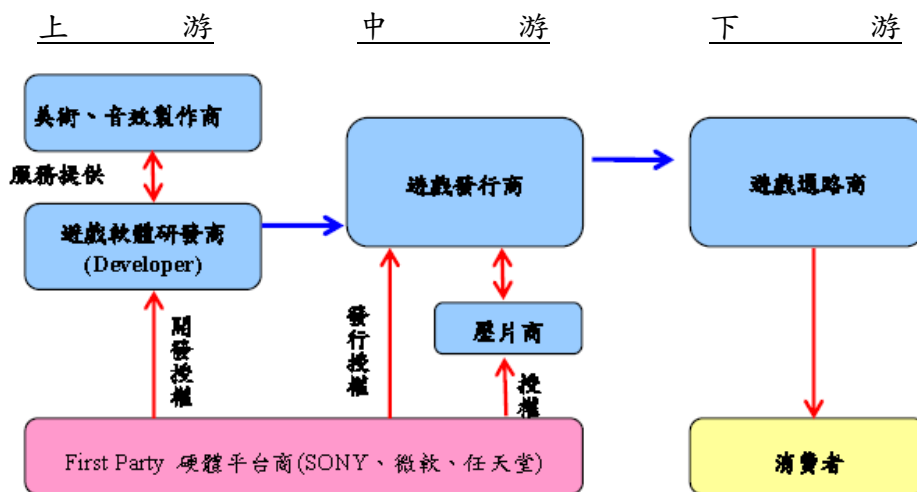 上游
中游
下游
美術、音效製作商
服務提供
遊戲軟體研發商
(Developer)
遊戲發行商
遊戲通路商
壓片商
開發授權
發行授權
授權
First Party 硬體平台商(SONY、微軟、任天堂)
消費者